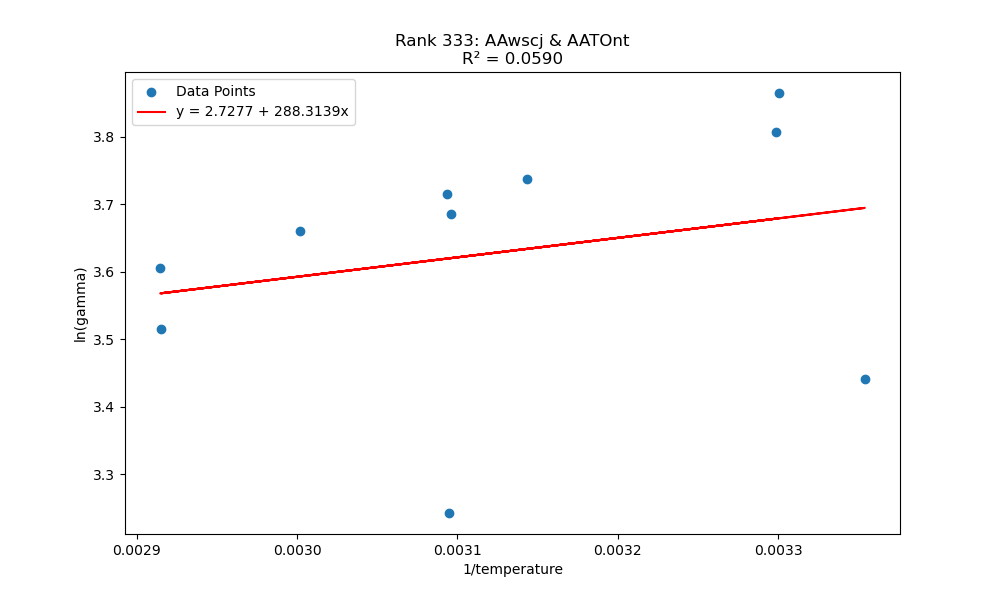 Rank 333: AAwscj & AATOnt
R² = 0.0590
Data Points
y = 2.7277 + 288.3139x
3.8
3.7
3.6
3.5
3.4
3.3
ln(gamma)
0.0029
0.0030
0.0031
0.0032
0.0033
1/temperature